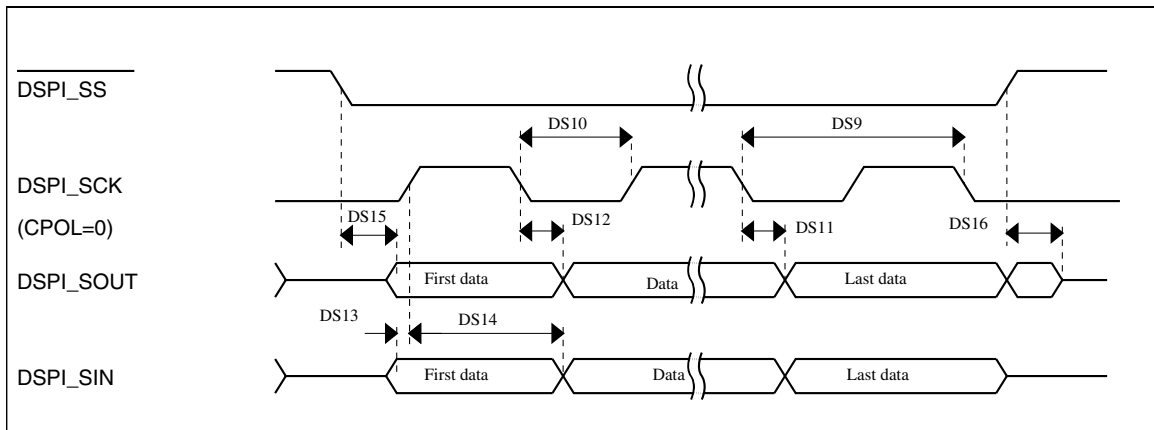 DSPI_SS
DS10
DS9
DSPI_SCK
(CPOL=0)
DS15
DS12
DS11
DS16
DSPI_SOUT
First data
Data
Last data
DS13
DS14
DSPI_SIN
First data
Data
Last data